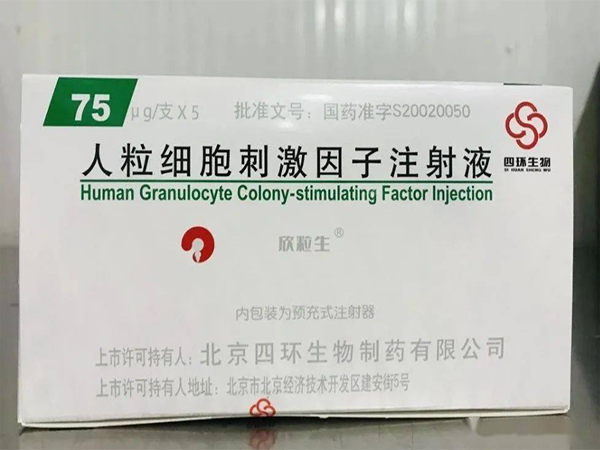 75 μg/支 X 5 批准文号：国药准字S20020050
人粒细胞刺激因子注射液
Human Granulocyte Colony-stimulating Factor Injection
四环生物
SI HUAN SHENG WU
欣粒生®
内包装为预充式注射器
上市许可持有人：北京四环生物制药有限公司
上市许可持有人地址：北京市北京经济技术开发区建安街5号